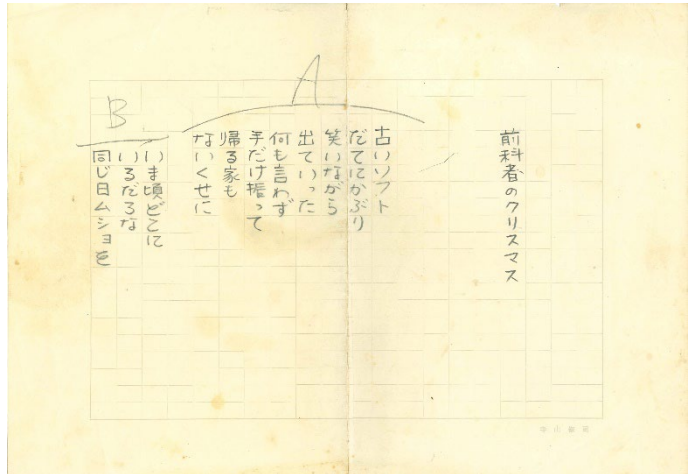 前科者のクリスマス
A
古いソフト
だてにかぶり
笑いながら
出ていった
何も言わず
手だけ振って
帰る家も
ないくせに
B
いま頃どこに
いるだろな
同じ日ムショを